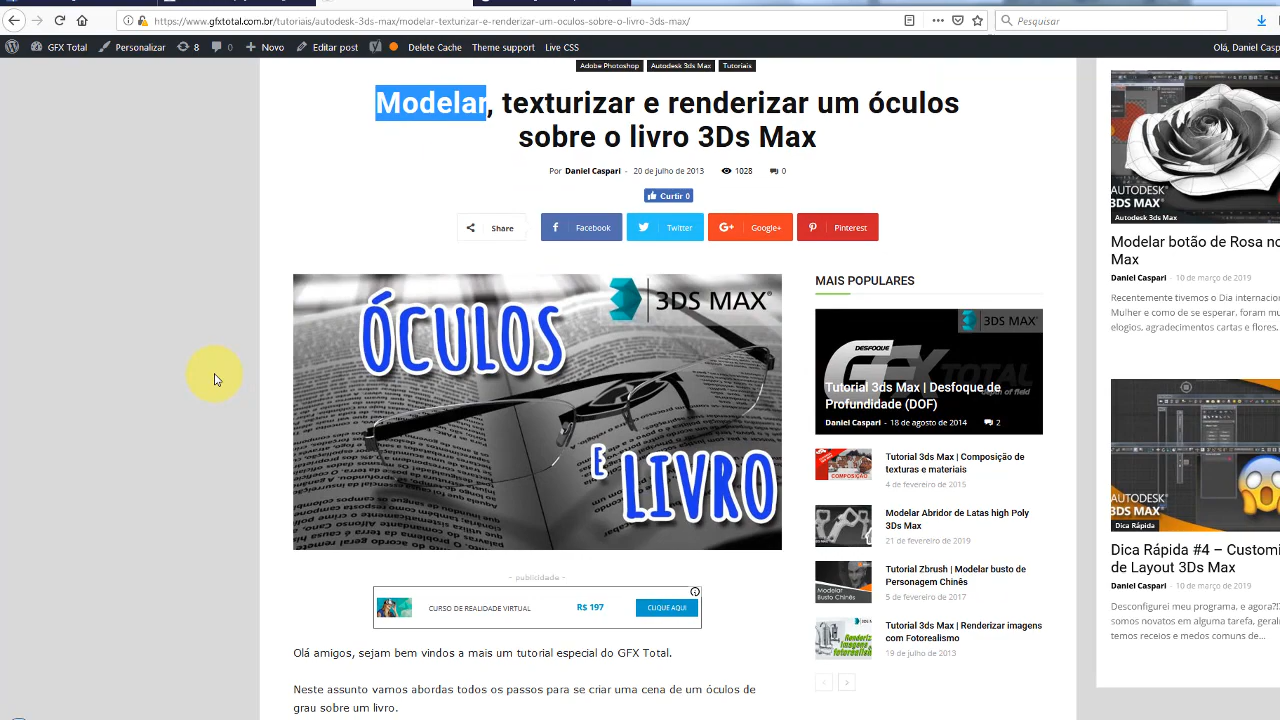 https://www.gfxtotal.com.br/tutoriais/autodesk-3ds-max/modelar-texturizar-e-renderizar-um-oculos-sobre-o-livro-3ds-max/
Pesquisar
GFX Total
Personalizar
8
0
Novo
Editar post
Delete Cache
Theme support
Live CSS
Olá, Daniel Caspari
Adobe Photoshop
Autodesk 3ds Max
Tutoriais
Modelar, texturizar e renderizar um óculos
sobre o livro 3Ds Max
Por Daniel Caspari - 20 de julho de 2013 1028 0
Curtir 0
Share
Facebook
Twitter
Google+
Pinterest
3DS MAX
ÓCULOS
E
LIVRO
- publicidade -
CURSO DE REALIDADE VIRTUAL
R$ 197
CLIQUE AQUI
Olá amigos, sejam bem vindos a mais um tutorial especial do GFX Total.
Neste assunto vamos abordas todos os passos para se criar uma cena de um óculos de
grau sobre um livro.
MAIS POPULARES
3DS MAX
DESFOQUE
GFX TOTAL
depth of field
Tutorial 3ds Max | Desfoque de
Profundidade (DOF)
Daniel Caspari - 18 de agosto de 2014 2
COMPOSIÇÃO
Tutorial 3ds Max | Composição de
texturas e materiais
4 de fevereiro de 2015
Modelar Abridor de Latas high Poly
3Ds Max
21 de fevereiro de 2019
Modelar
Busto Chinês
Tutorial Zbrush | Modelar busto de
Personagem Chinês
5 de fevereiro de 2017
Tutorial 3ds Max | Renderizar imagens
com Fotorealismo
19 de julho de 2013
AUTODESK
3DS MAX
Autodesk 3ds Max
Modelar botão de Rosa no
Max
Daniel Caspari - 10 de março de 2019
Recentemente tivemos o Dia internacio
Mulher e como de se esperar, foram mu
elogios, agradecimentos cartas e flores.
AUTODESK
3DS MAX
Dica Rápida
Dica Rápida #4 – Customi
de Layout 3Ds Max
Daniel Caspari - 10 de março de 2019
Desconfigurei meu programa, e agora?!
somos novatos em alguma tarefa, geral
temos receios e medos comuns de...